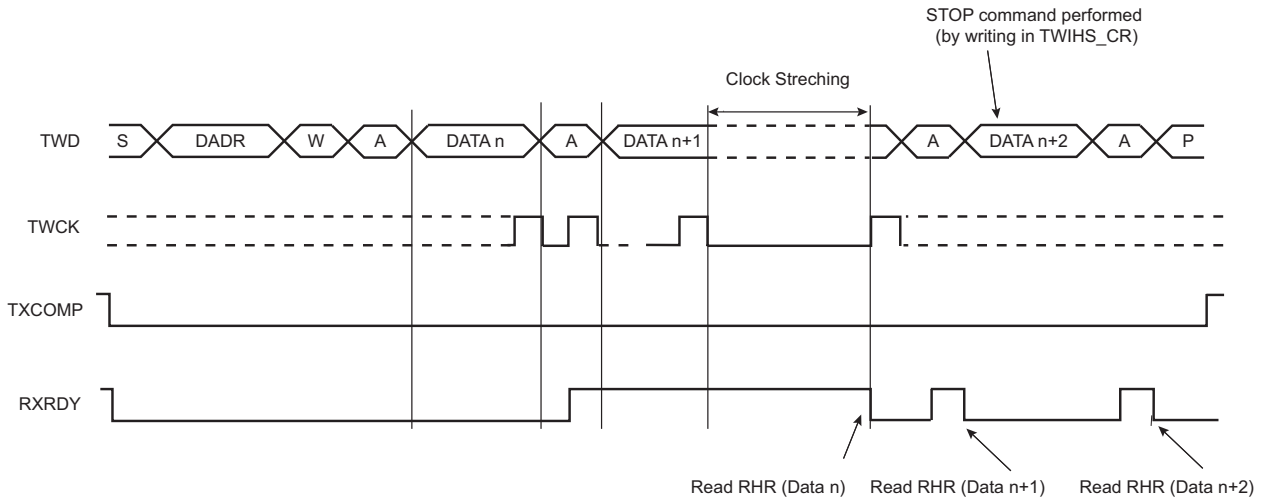 STOP command performed
(by writing in TWIHS_CR)
Clock Streching
TWD S DADR W A DATA n A DATA n+1 A DATA n+2 A P
TWCK
TXCOMP
RXRDY
Read RHR (Data n) Read RHR (Data n+1) Read RHR (Data n+2)